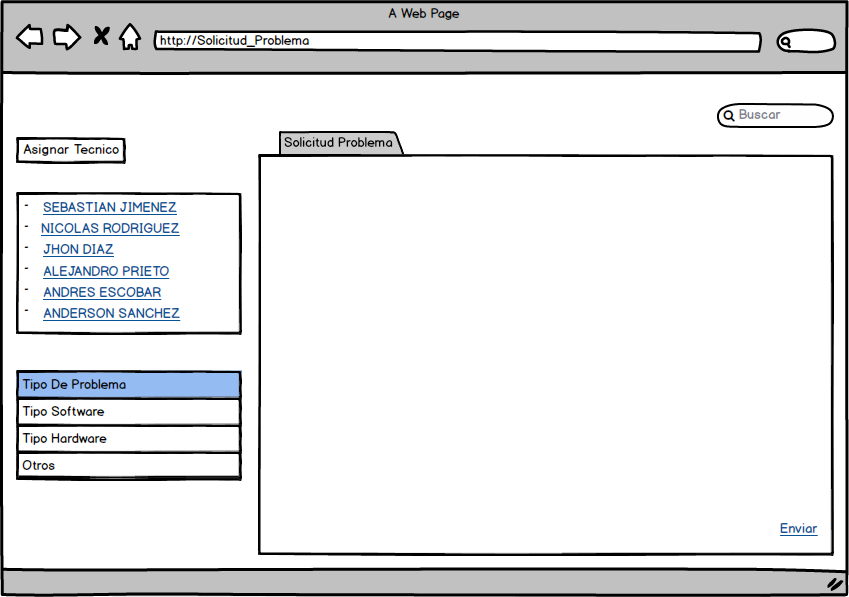 A Web Page
http://Solicitud_Problema
Buscar
Asignar Tecnico
Solicitud Problema
- SEBASTIAN JIMENEZ
- NICOLAS RODRIGUEZ
- JHON DIAZ
- ALEJANDRO PRIETO
- ANDRES ESCOBAR
- ANDERSON SANCHEZ
Tipo De Problema
Tipo Software
Tipo Hardware
Otros
Enviar